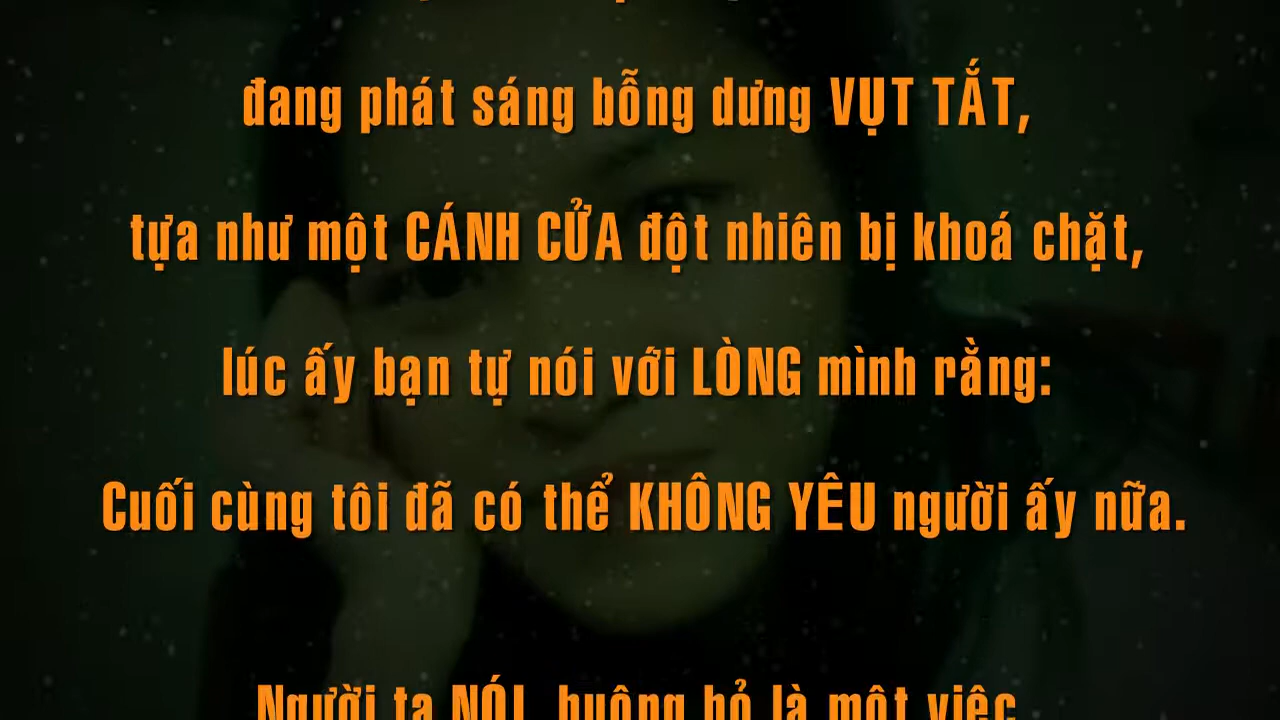 đang phát sáng bỗng dưng VỤT TẮT,
tựa như một CÁNH CỬA đột nhiên bị khoá chặt,
lúc ấy bạn tự nói với LÒNG mình rằng:
Cuối cùng tôi đã có thể KHÔNG YÊU người ấy nữa.
Người ta NÓI, buông bỏ là một việc